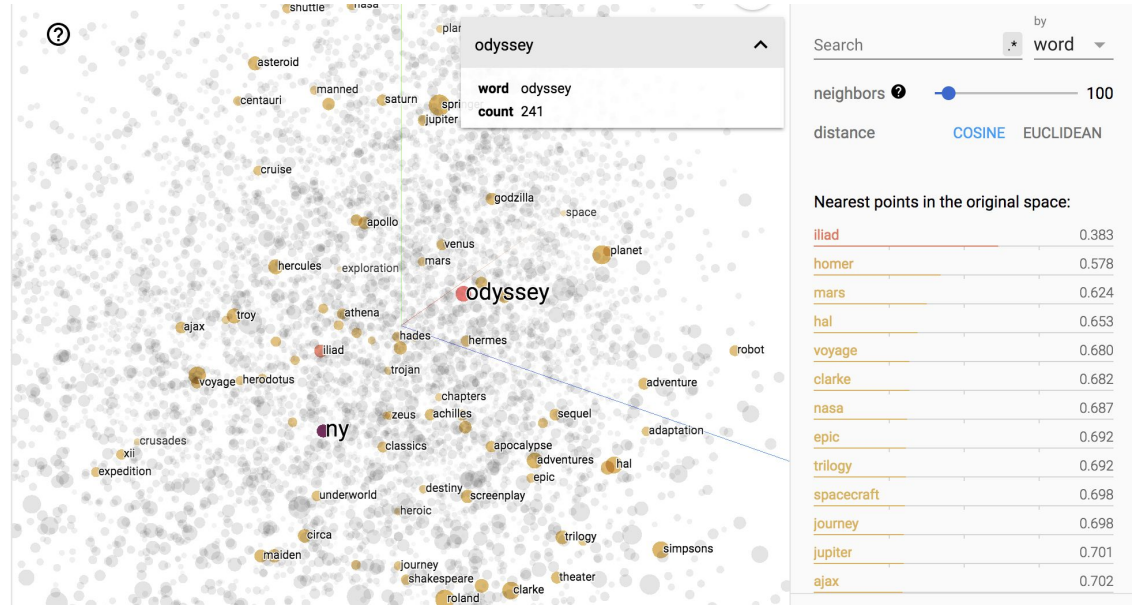 shuttle
nasa
plan
asteroid
centauri
manned
saturn
sprin
jupiter
cruise
godzilla
space
apollo
venus
planet
mars
hercules
exploration
odyssey
athena
troy
ajax
hades
hermes
iliad
robot
trojan
voyage
herodotus
adventure
chapters
zeus
achilles
sequel
ny
adaptation
crusades
classics
apocalypse
xii
adventures
hal
expedition
epic
destiny
underworld
screenplay
heroic
circa
trilogy
simpsons
maiden
journey
shakespeare
theater
clarke
roland
odyssey
word odyssey
count 241
by
Search .* word
neighbors 100
distance COSINE EUCLIDEAN
Nearest points in the original space:
iliad 0.383
homer 0.578
mars 0.624
hal 0.653
voyage 0.680
clarke 0.682
nasa 0.687
epic 0.692
trilogy 0.692
spacecraft 0.698
journey 0.698
jupiter 0.701
ajax 0.702